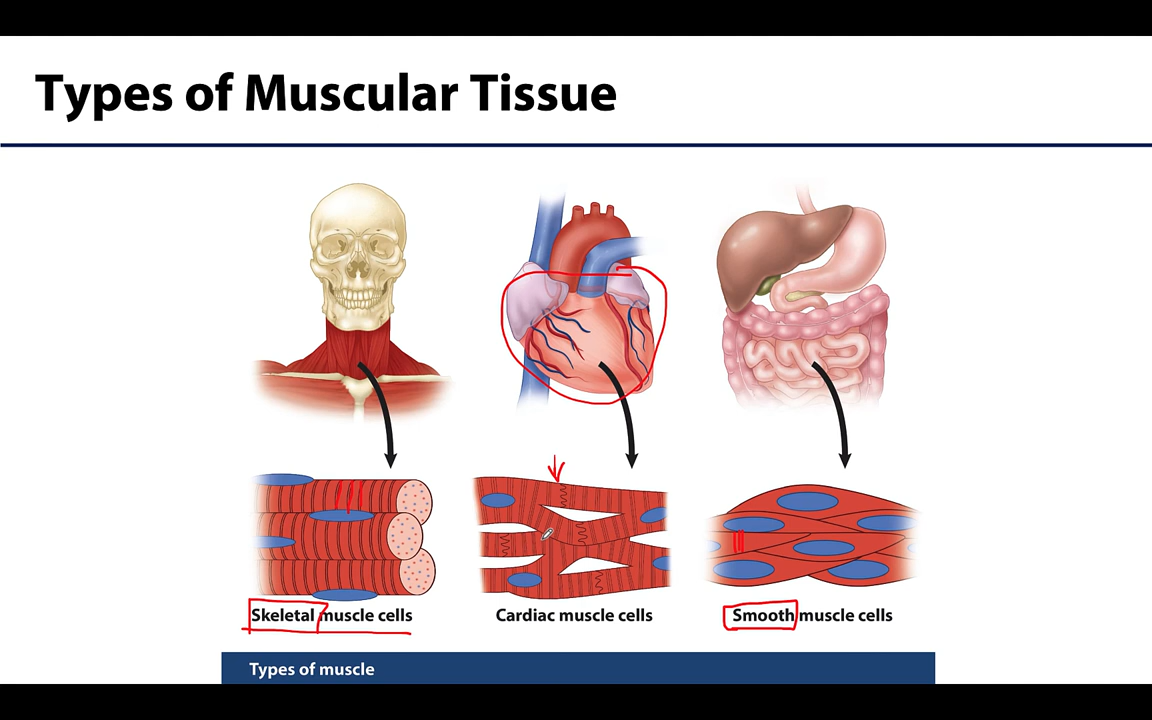 Types of Muscular Tissue
Skeletal muscle cells
Cardiac muscle cells
Smooth muscle cells
Types of muscle